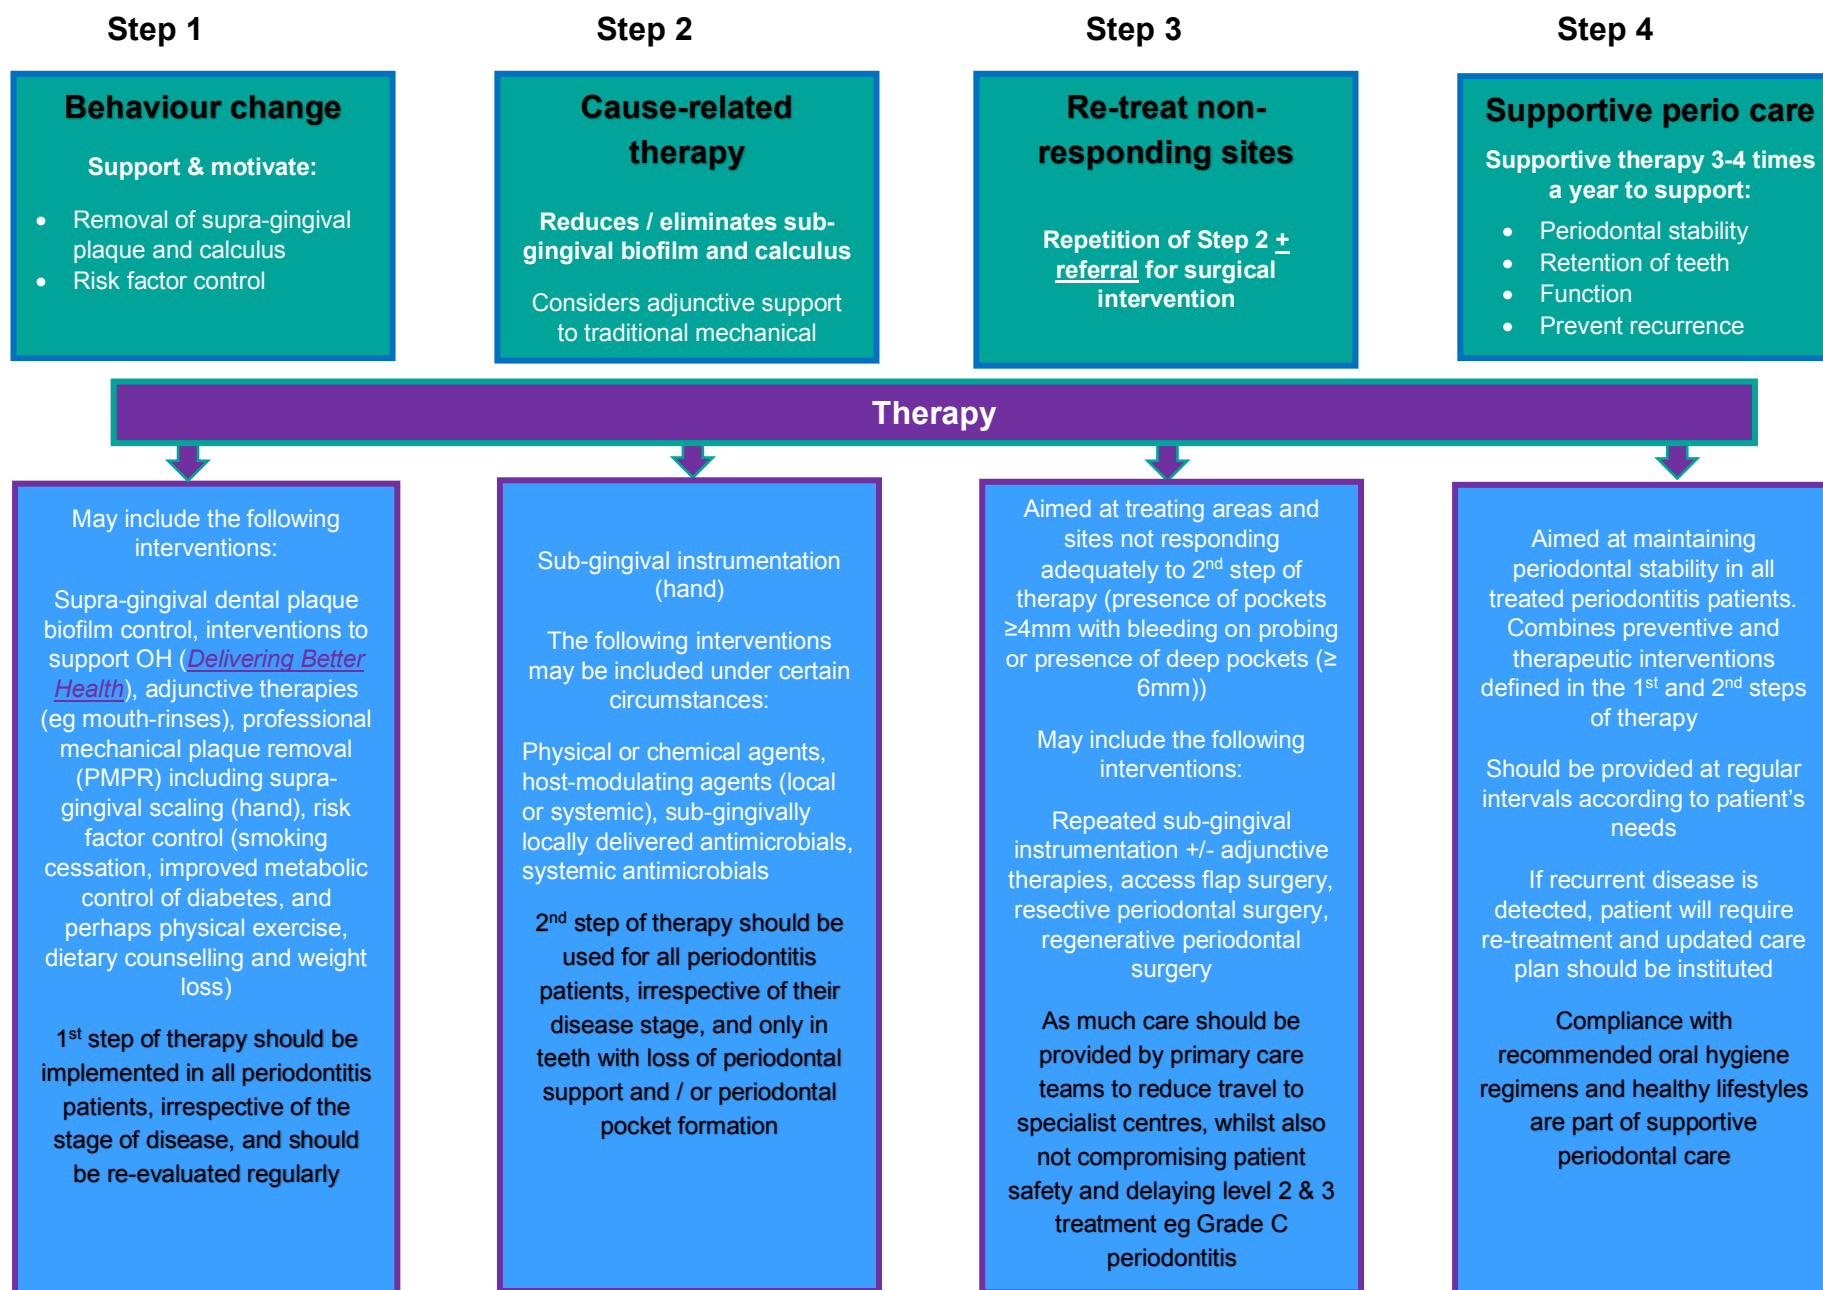 Step 1
Step 2
Step 3
Step 4
Behaviour change
Support & motivate:
• Removal of supra-gingival
plaque and calculus
• Risk factor control
Cause-related
therapy
Reduces / eliminates sub-
gingival biofilm and calculus
Considers adjunctive support
to traditional mechanical
Re-treat non-
responding sites
Repetition of Step 2 +
referral for surgical
intervention
Supportive perio care
Supportive therapy 3-4 times
a year to support:
• Periodontal stability
• Retention of teeth
• Function
• Prevent recurrence
Therapy
May include the following
interventions:
Supra-gingival dental plaque
biofilm control, interventions to
support OH (Delivering Better
Health), adjunctive therapies
(eg mouth-rinses), professional
mechanical plaque removal
(PMPR) including supra-
gingival scaling (hand), risk
factor control (smoking
cessation, improved metabolic
control of diabetes, and
perhaps physical exercise,
dietary counselling and weight
loss)
1st step of therapy should be
implemented in all periodontitis
patients, irrespective of the
stage of disease, and should
be re-evaluated regularly
Sub-gingival instrumentation
(hand)
The following interventions
may be included under certain
circumstances:
Physical or chemical agents,
host-modulating agents (local
or systemic), sub-gingivally
locally delivered antimicrobials,
systemic antimicrobials
2nd step of therapy should be
used for all periodontitis
patients, irrespective of their
disease stage, and only in
teeth with loss of periodontal
support and / or periodontal
pocket formation
Aimed at treating areas and
sites not responding
adequately to 2nd step of
therapy (presence of pockets
≥4mm with bleeding on probing
or presence of deep pockets (≥
6mm))
May include the following
interventions:
Repeated sub-gingival
instrumentation +/- adjunctive
therapies, access flap surgery,
resective periodontal surgery,
regenerative periodontal
surgery
As much care should be
provided by primary care
teams to reduce travel to
specialist centres, whilst also
not compromising patient
safety and delaying level 2 & 3
treatment eg Grade C
periodontitis
Aimed at maintaining
periodontal stability in all
treated periodontitis patients.
Combines preventive and
therapeutic interventions
defined in the 1st and 2nd steps
of therapy
Should be provided at regular
intervals according to patient's
needs
If recurrent disease is
detected, patient will require
re-treatment and updated care
plan should be instituted
Compliance with
recommended oral hygiene
regimens and healthy lifestyles
are part of supportive
periodontal care